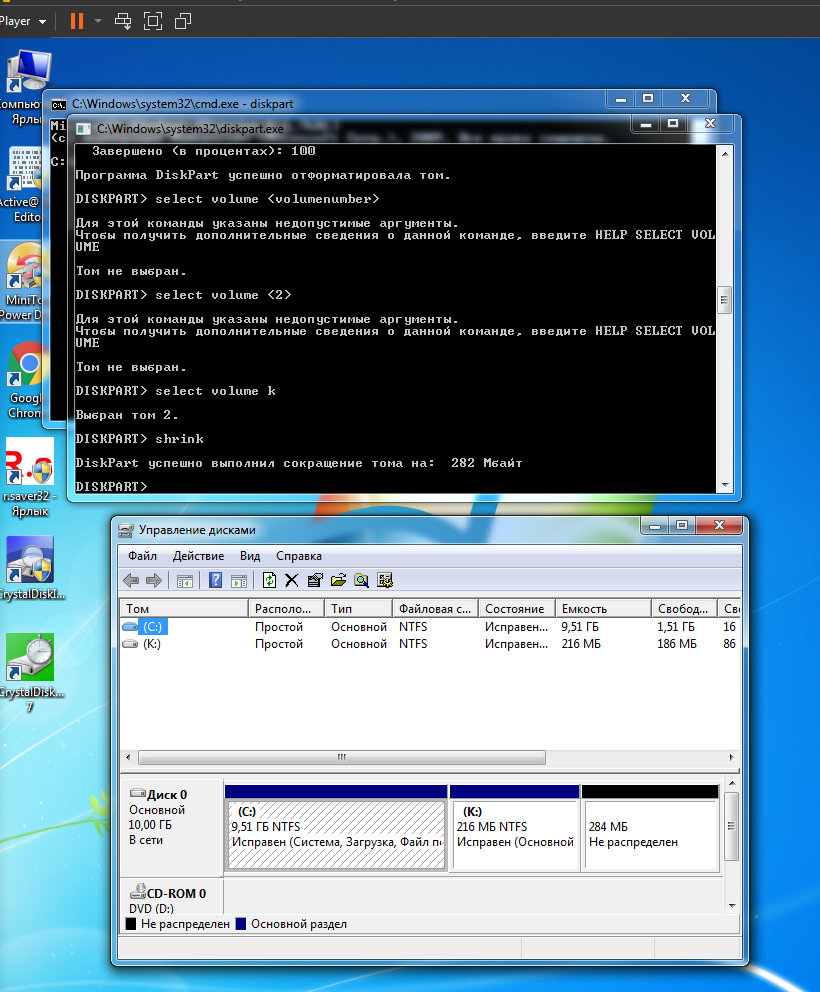 Player
Компью
Ярлы
Active@
Edito
MiniTo
Power D
Googl
Chron
R.s
r.saver32 -
Ярлык
CrystalDiskI...
CrystalDisk...
7
C:\Windows\system32\cmd.exe - diskpart
Mi
<c
C:
C:\Windows\system32\diskpart.exe
Завершено (в процентах): 100
Программа DiskPart успешно отформатировала том.
DISKPART> select volume <volumenumber>
Для этой команды указаны недопустимые аргументы.
Чтобы получить дополнительные сведения о данной команде, введите HELP SELECT VOL
UME
Том не выбран.
DISKPART> select volume <2>
Для этой команды указаны недопустимые аргументы.
Чтобы получить дополнительные сведения о данной команде, введите HELP SELECT VOL
UME
Том не выбран.
DISKPART> select volume k
Выбран том 2.
DISKPART> shrink
DiskPart успешно выполнил сокращение тома на:  282 Мбайт
DISKPART>
Управление дисками
Файл Действие Вид Справка
Том Располо... Тип Файловая с... Состояние Емкость Свобод... Сво
(C:) Простой Основной NTFS Исправен... 9,51 ГБ 1,51 ГБ 16
(K:) Простой Основной NTFS Исправен... 216 МБ 186 МБ 86
Диск 0
Основной
10,00 ГБ
В сети
(C:)
9,51 ГБ NTFS
Исправен (Система, Загрузка, Файл по
(K:)
216 МБ NTFS
Исправен (Основной
284 МБ
Не распределен
CD-ROM 0
DVD (D:)
Не распределен Основной раздел